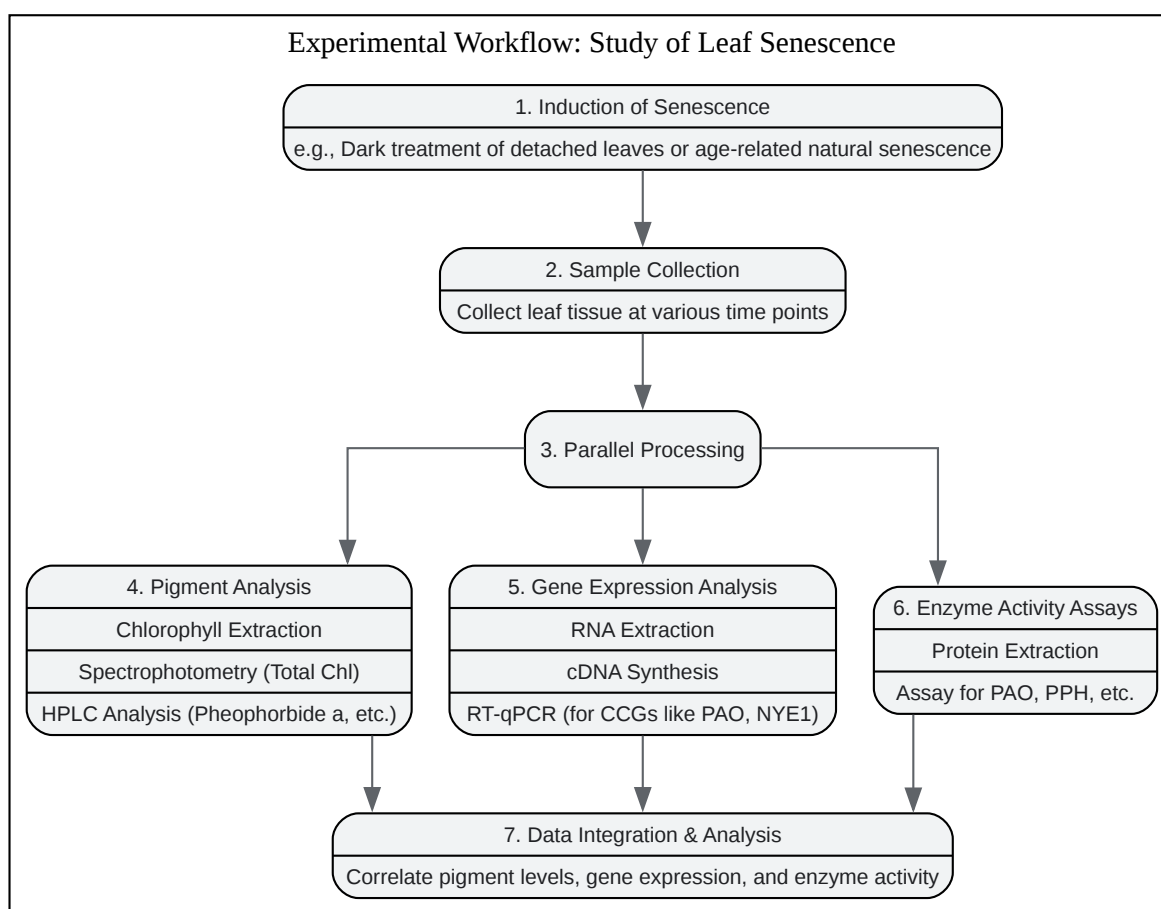 Experimental Workflow: Study of Leaf Senescence
1. Induction of Senescence
e.g., Dark treatment of detached leaves or age-related natural senescence
2. Sample Collection
Collect leaf tissue at various time points
3. Parallel Processing
4. Pigment Analysis
Chlorophyll Extraction
Spectrophotometry (Total Chl)
HPLC Analysis (Pheophorbide a, etc.)
5. Gene Expression Analysis
RNA Extraction
cDNA Synthesis
RT-qPCR (for CCGs like PAO, NYE1)
6. Enzyme Activity Assays
Protein Extraction
Assay for PAO, PPH, etc.
7. Data Integration & Analysis
Correlate pigment levels, gene expression, and enzyme activity